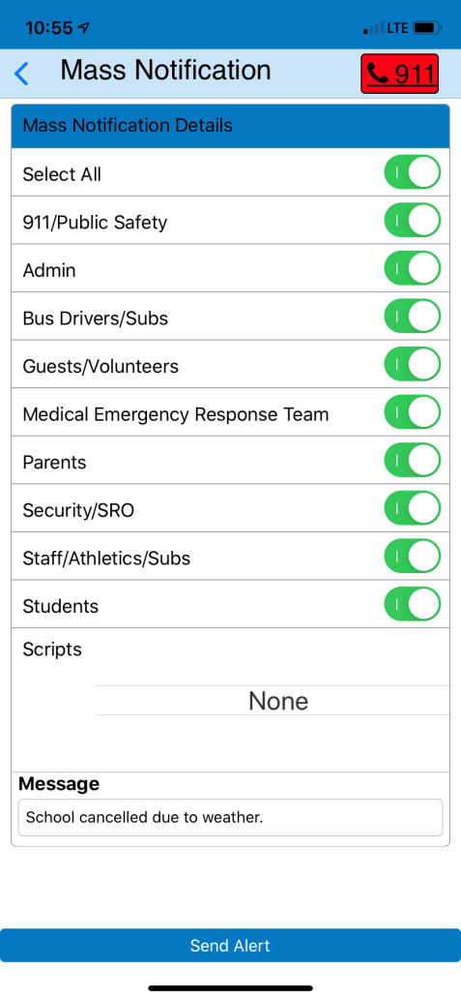 10:55 LTE
Mass Notification 911
Mass Notification Details
Select All
911/Public Safety
Admin
Bus Drivers/Subs
Guests/Volunteers
Medical Emergency Response Team
Parents
Security/SRO
Staff/Athletics/Subs
Students
Scripts
None
Message
School cancelled due to weather.
Send Alert